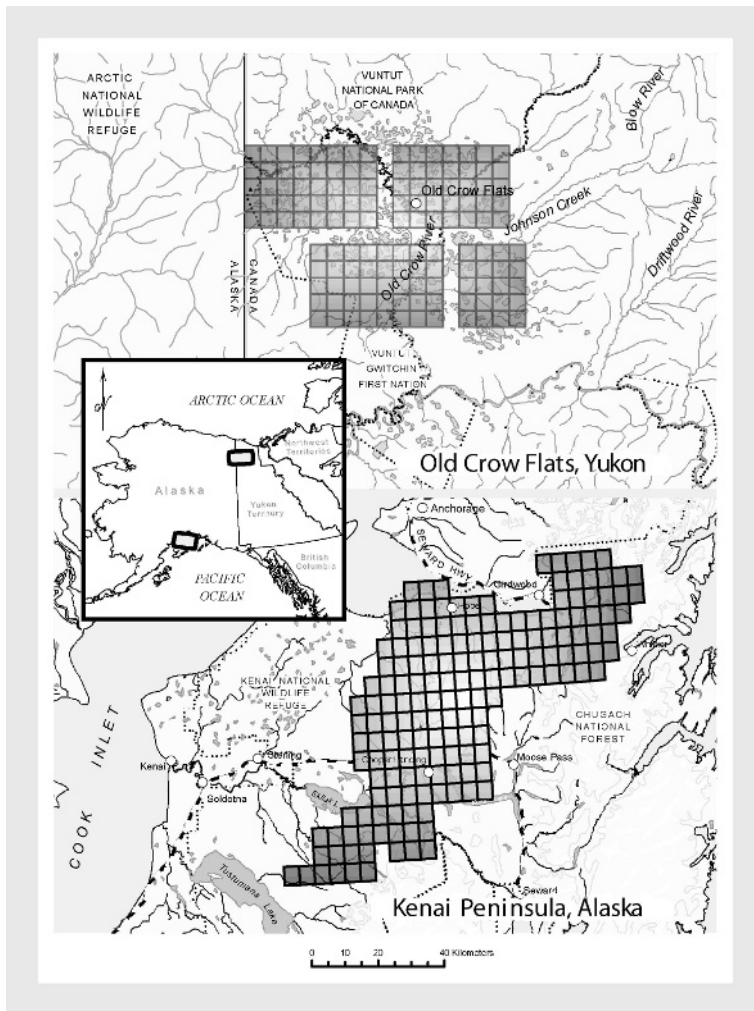 ARCTIC
NATIONAL
WILDLIFE
REFUGE
VUNTUT
NATIONAL PARK
OF CANADA
Blow River
Old Crow Flats
Johnson Creek
Driftwood River
Old Crow River
ALASKA
CANADA
VUNTUT
GWITCHIN
FIRST NATION
Old Crow Flats, Yukon
N
ARCTIC OCEAN
Northwest
Territories
Alaska
Yukon
Territory
British
Columbia
PACIFIC
OCEAN
Anchorage
SEWARD HWY
Girdwood
Hope
KENAI NATIONAL
WILDLIFE
REFUGE
CHUGACH
NATIONAL
FOREST
COOK INLET
Kenai
Sterling
Cooper Landing
Moose Pass
Soldotna
Tustumena Lake
Seward
Kenai Peninsula, Alaska
0 10 20 40 Kilometers